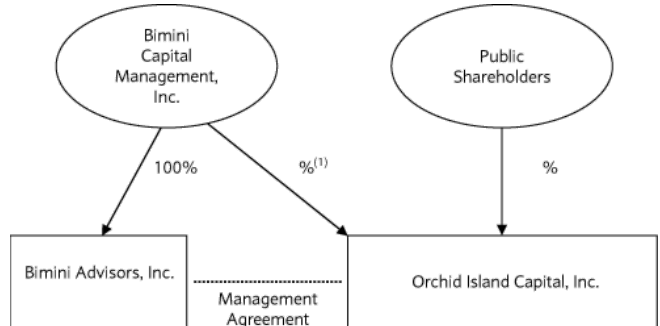 Bimini
Capital
Management,
Inc.
Public
Shareholders
100%
%(1)
%
Bimini Advisors, Inc.
Management
Agreement
Orchid Island Capital, Inc.